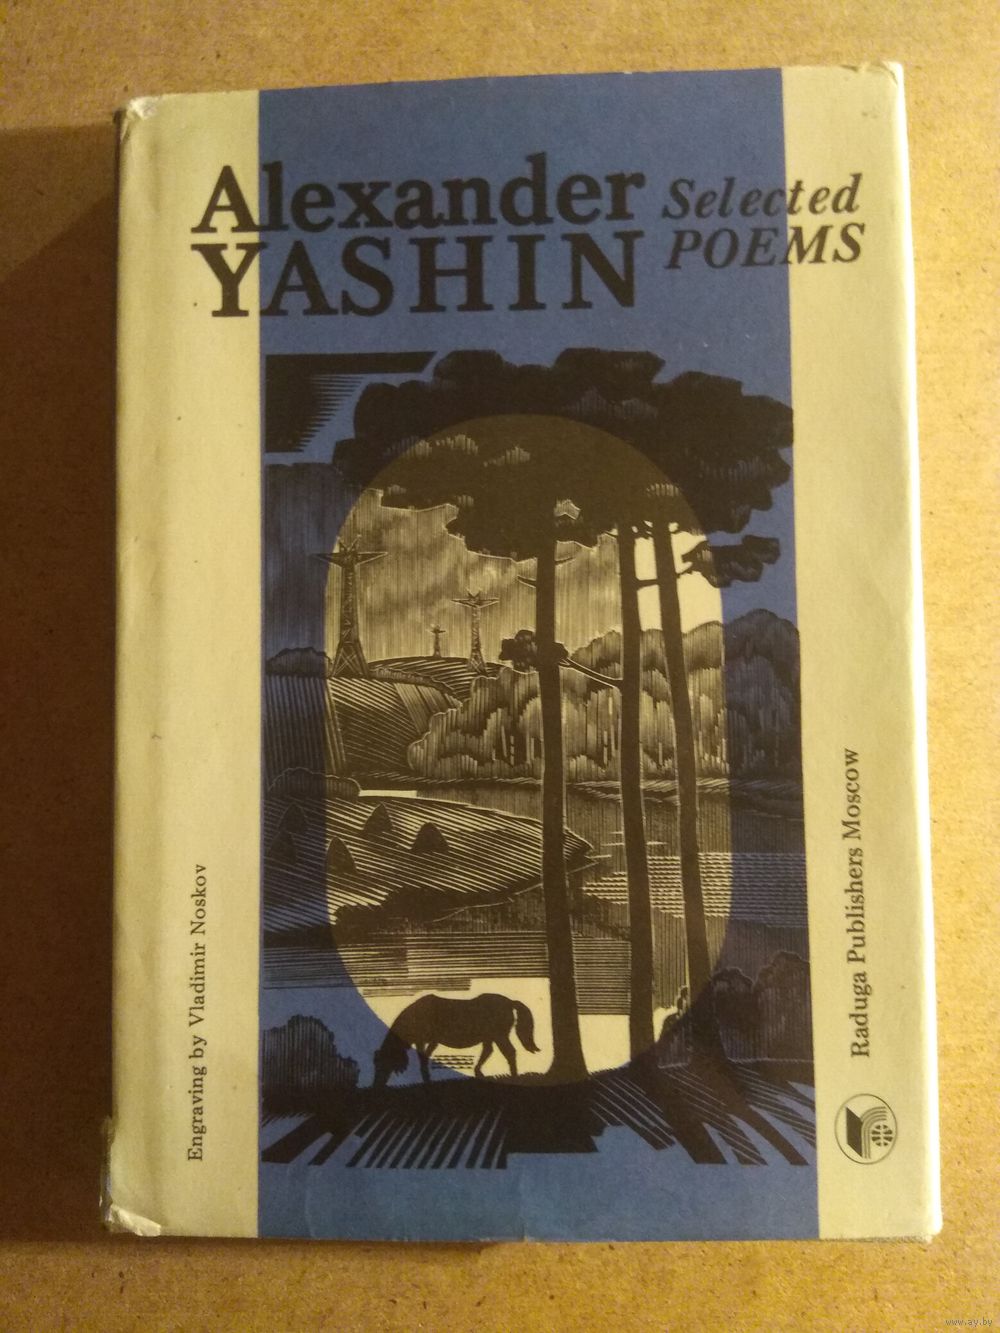 Alexander
YASHIN
Selected
POEMS
Engraving by Vladimir Noskov
Raduga Publishers Moscow
www.ay.by